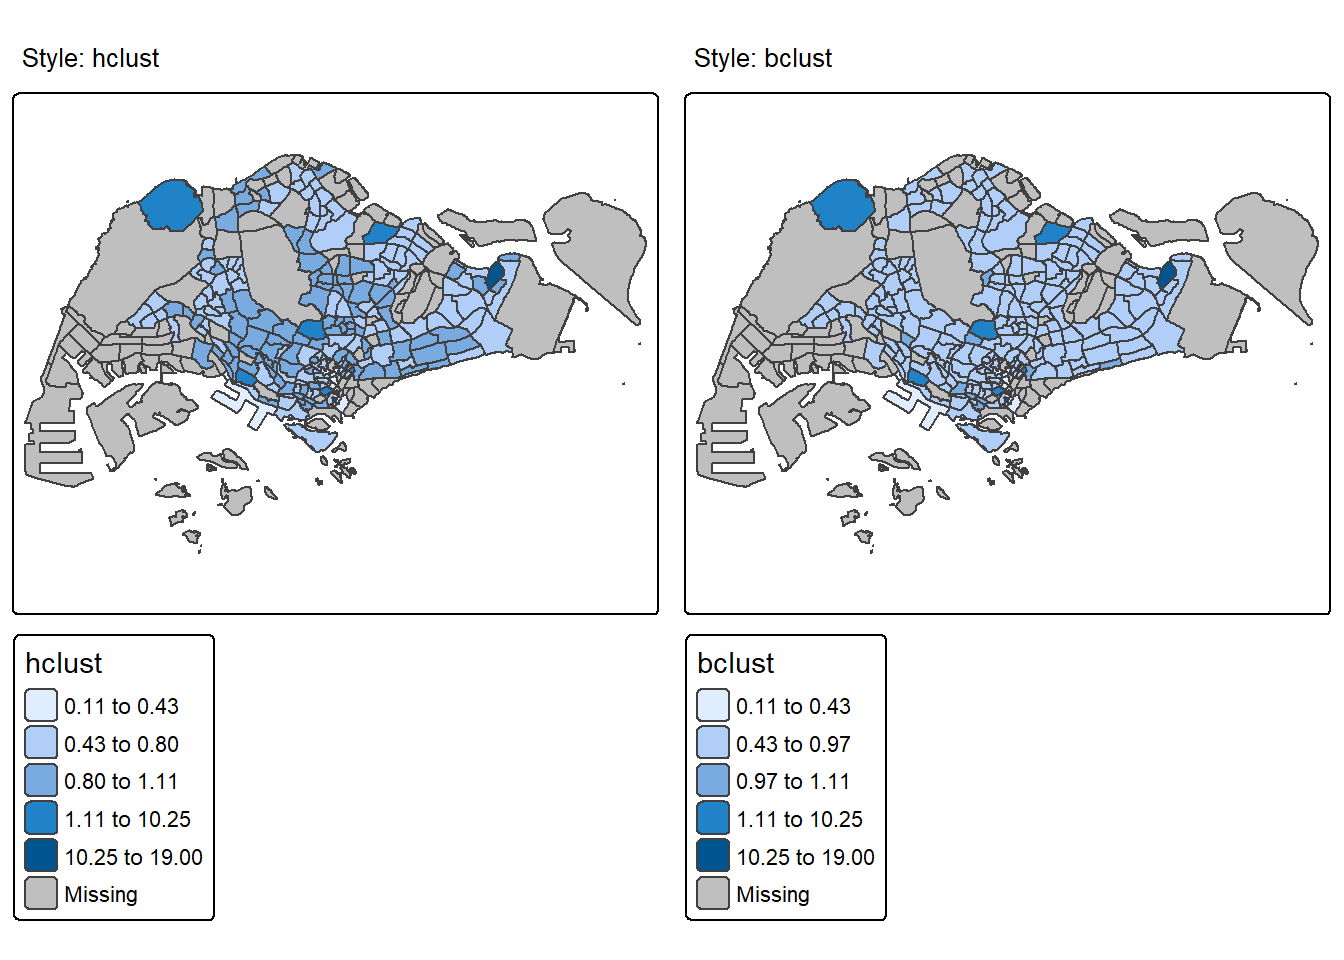 Style: hclust
Style: bclust
hclust
0.11 to 0.43
0.43 to 0.80
0.80 to 1.11
1.11 to 10.25
10.25 to 19.00
Missing
bclust
0.11 to 0.43
0.43 to 0.97
0.97 to 1.11
1.11 to 10.25
10.25 to 19.00
Missing